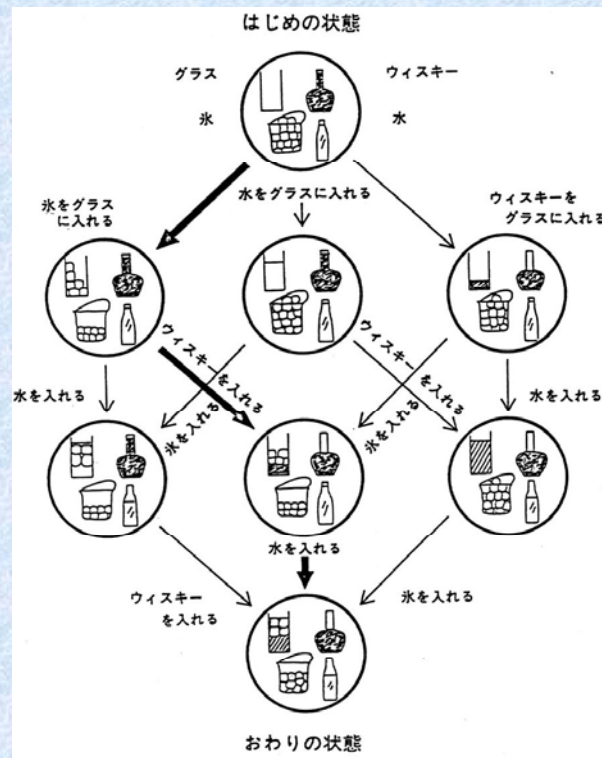 はじめの状態
グラス
ウィスキー
氷
水
氷をグラス
に入れる
水をグラスに入れる
ウィスキーを
グラスに入れる
水を入れる
ウィスキーを入れる
氷を入れる
ウィスキーを入れる
氷を入れる
水を入れる
水を入れる
ウィスキー
を入れる
氷を入れる
おわりの状態